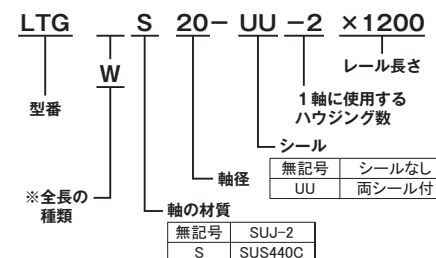 LTG S 20- UU -2 ×1200
W
レール長さ
型番
1軸に使用する
ハウジング数
シール
無記号 シールなし
UU 両シール付
軸径
※全長の
種類
軸の材質
無記号 SUJ-2
S SUS440C